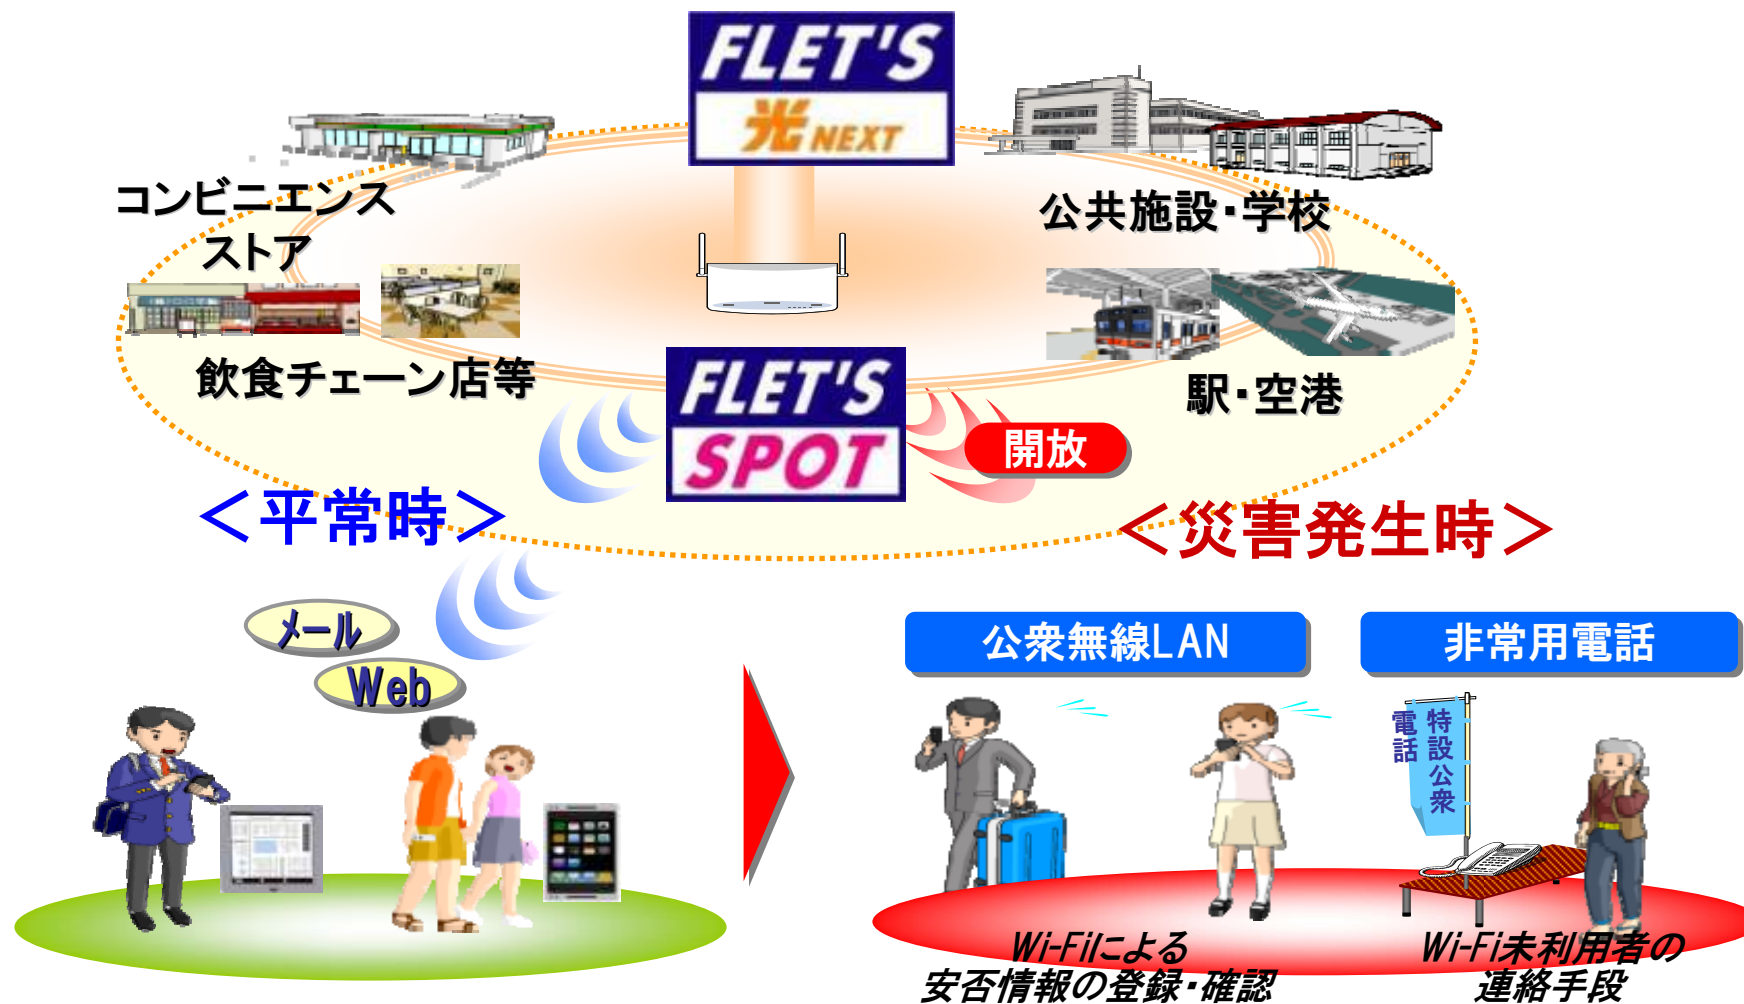 FLET'S
光 NEXT
コンビニエンス
ストア
公共施設・学校
飲食チェーン店等
駅・空港
FLET'S
SPOT
開放
＜平常時＞
＜災害発生時＞
メール
Web
公衆無線LAN
非常用電話
特設公衆
電話
Wi-Fiによる
安否情報の登録・確認
Wi-Fi未利用者の
連絡手段